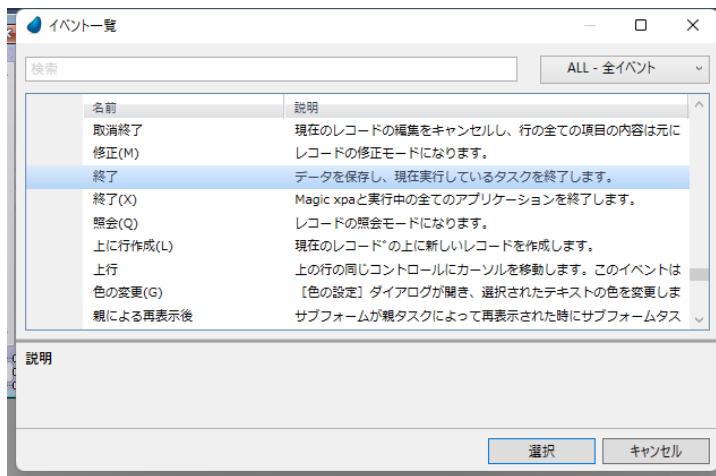 イベント一覧
検索
ALL - 全イベント
名前 説明
取消終了 現在のレコードの編集をキャンセルし、行の全ての項目の内容は元に
修正(M) レコードの修正モードになります。
終了 データを保存し、現在実行しているタスクを終了します。
終了(X) Magic xpaと実行中の全てのアプリケーションを終了します。
照会(Q) レコードの照会モードになります。
上に行作成(L) 現在のレコード゛の上に新しいレコードを作成します。
上行 上の行の同じコントロールにカーソルを移動します。このイベントは
色の変更(G) [色の設定] ダイアログが開き、選択されたテキストの色を変更しま
親による再表示後 サブフォームが親タスクによって再表示された時にサブフォームタス
説明
選択 キャンセル